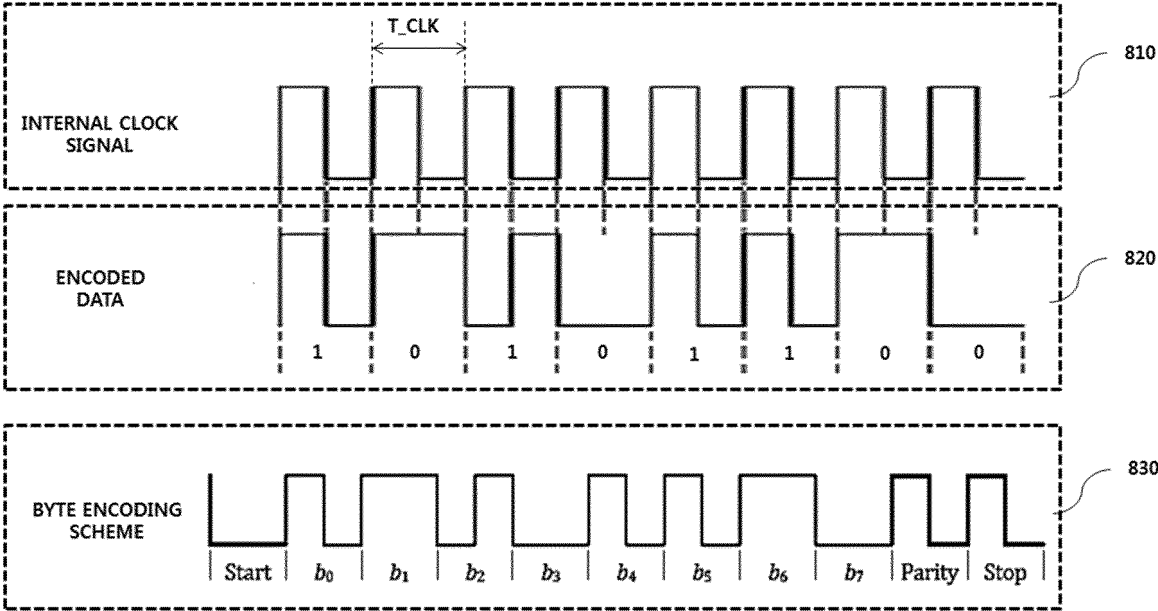 T_CLK
810
INTERNAL CLOCK
SIGNAL
820
ENCODED
DATA
1 0 1 0 1 1 0 0
830
BYTE ENCODING
SCHEME
Start b₀ b₁ b₂ b₃ b₄ b₅ b₆ b₇ Parity Stop